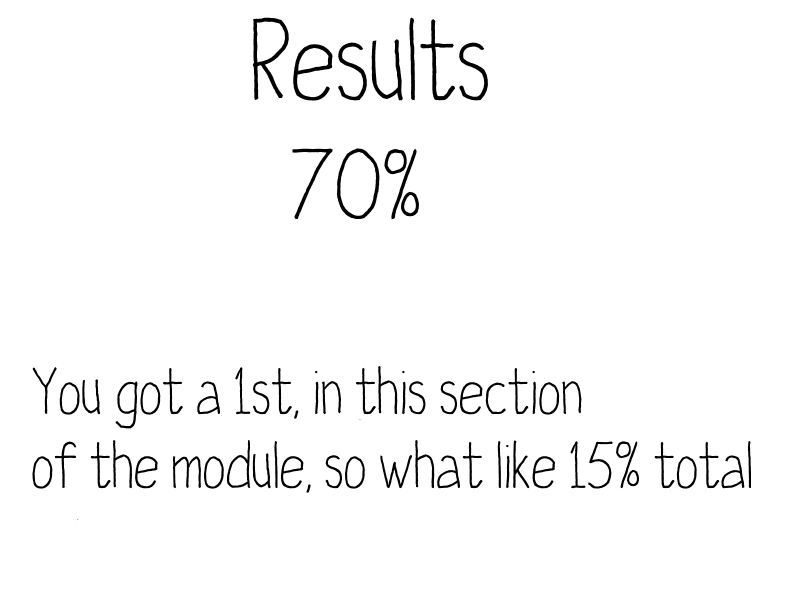 Results
70%
You got a 1st, in this section
of the module, so what like 15% total